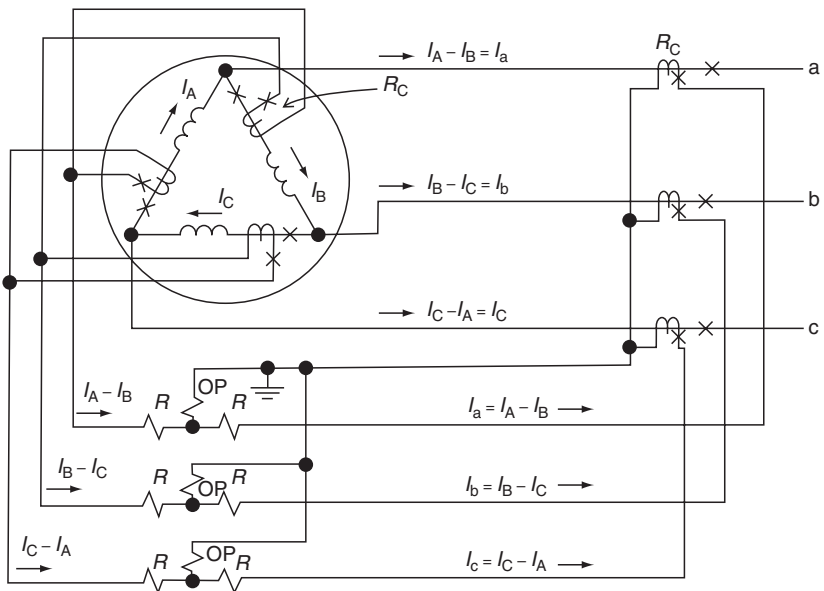 I_A – I_B = I_a
R_C
a
I_A
R_C
I_B – I_C = I_b
b
I_C
I_B
I_C – I_A = I_C
c
I_A – I_B
R
OP
R
I_a = I_A – I_B
I_B – I_C
R
OP
R
I_b = I_B – I_C
I_C – I_A
R
OP
R
I_c = I_C – I_A